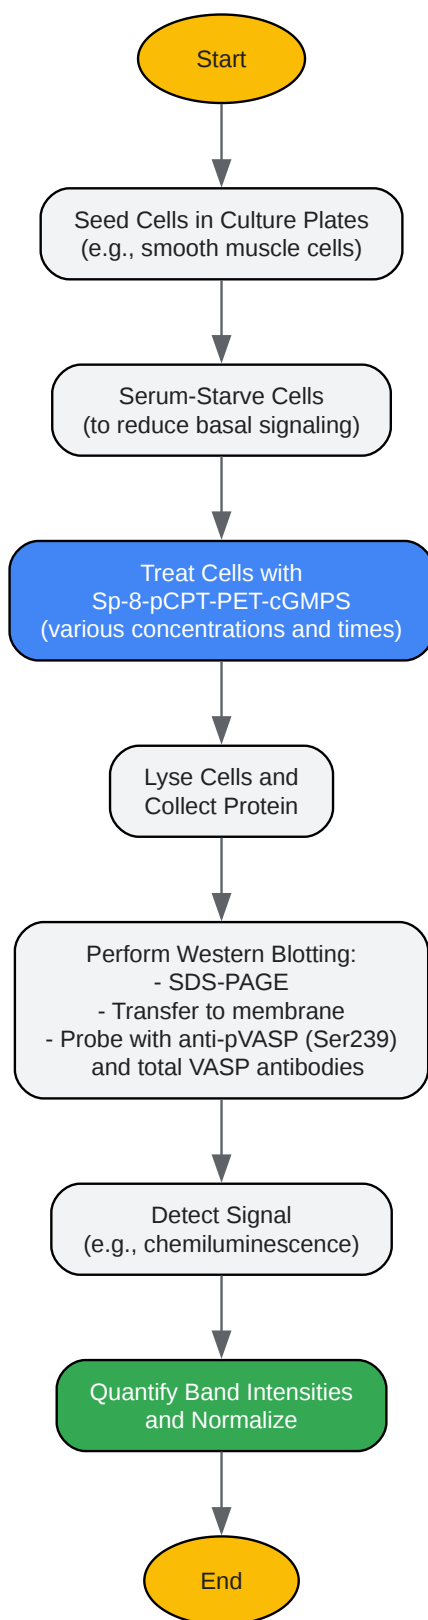 Start
Seed Cells in Culture Plates
(e.g., smooth muscle cells)
Serum-Starve Cells
(to reduce basal signaling)
Treat Cells with
Sp-8-pCPT-PET-cGMPS
(various concentrations and times)
Lyse Cells and
Collect Protein
Perform Western Blotting:
- SDS-PAGE
- Transfer to membrane
- Probe with anti-pVASP (Ser239)
and total VASP antibodies
Detect Signal
(e.g., chemiluminescence)
Quantify Band Intensities
and Normalize
End